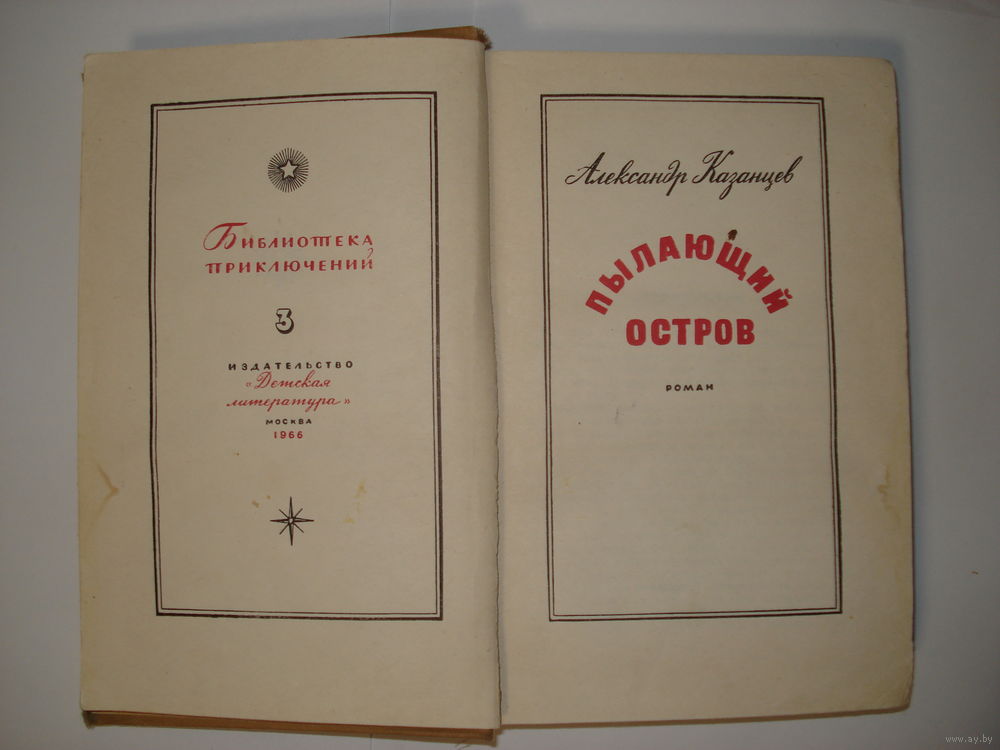 Библиотека
приключений
3
ИЗДАТЕЛЬСТВО
«Детская
литература»
МОСКВА
1966
Александр Казанцев
ПЫЛАЮЩИЙ
ОСТРОВ
РОМАН
www.ay.by